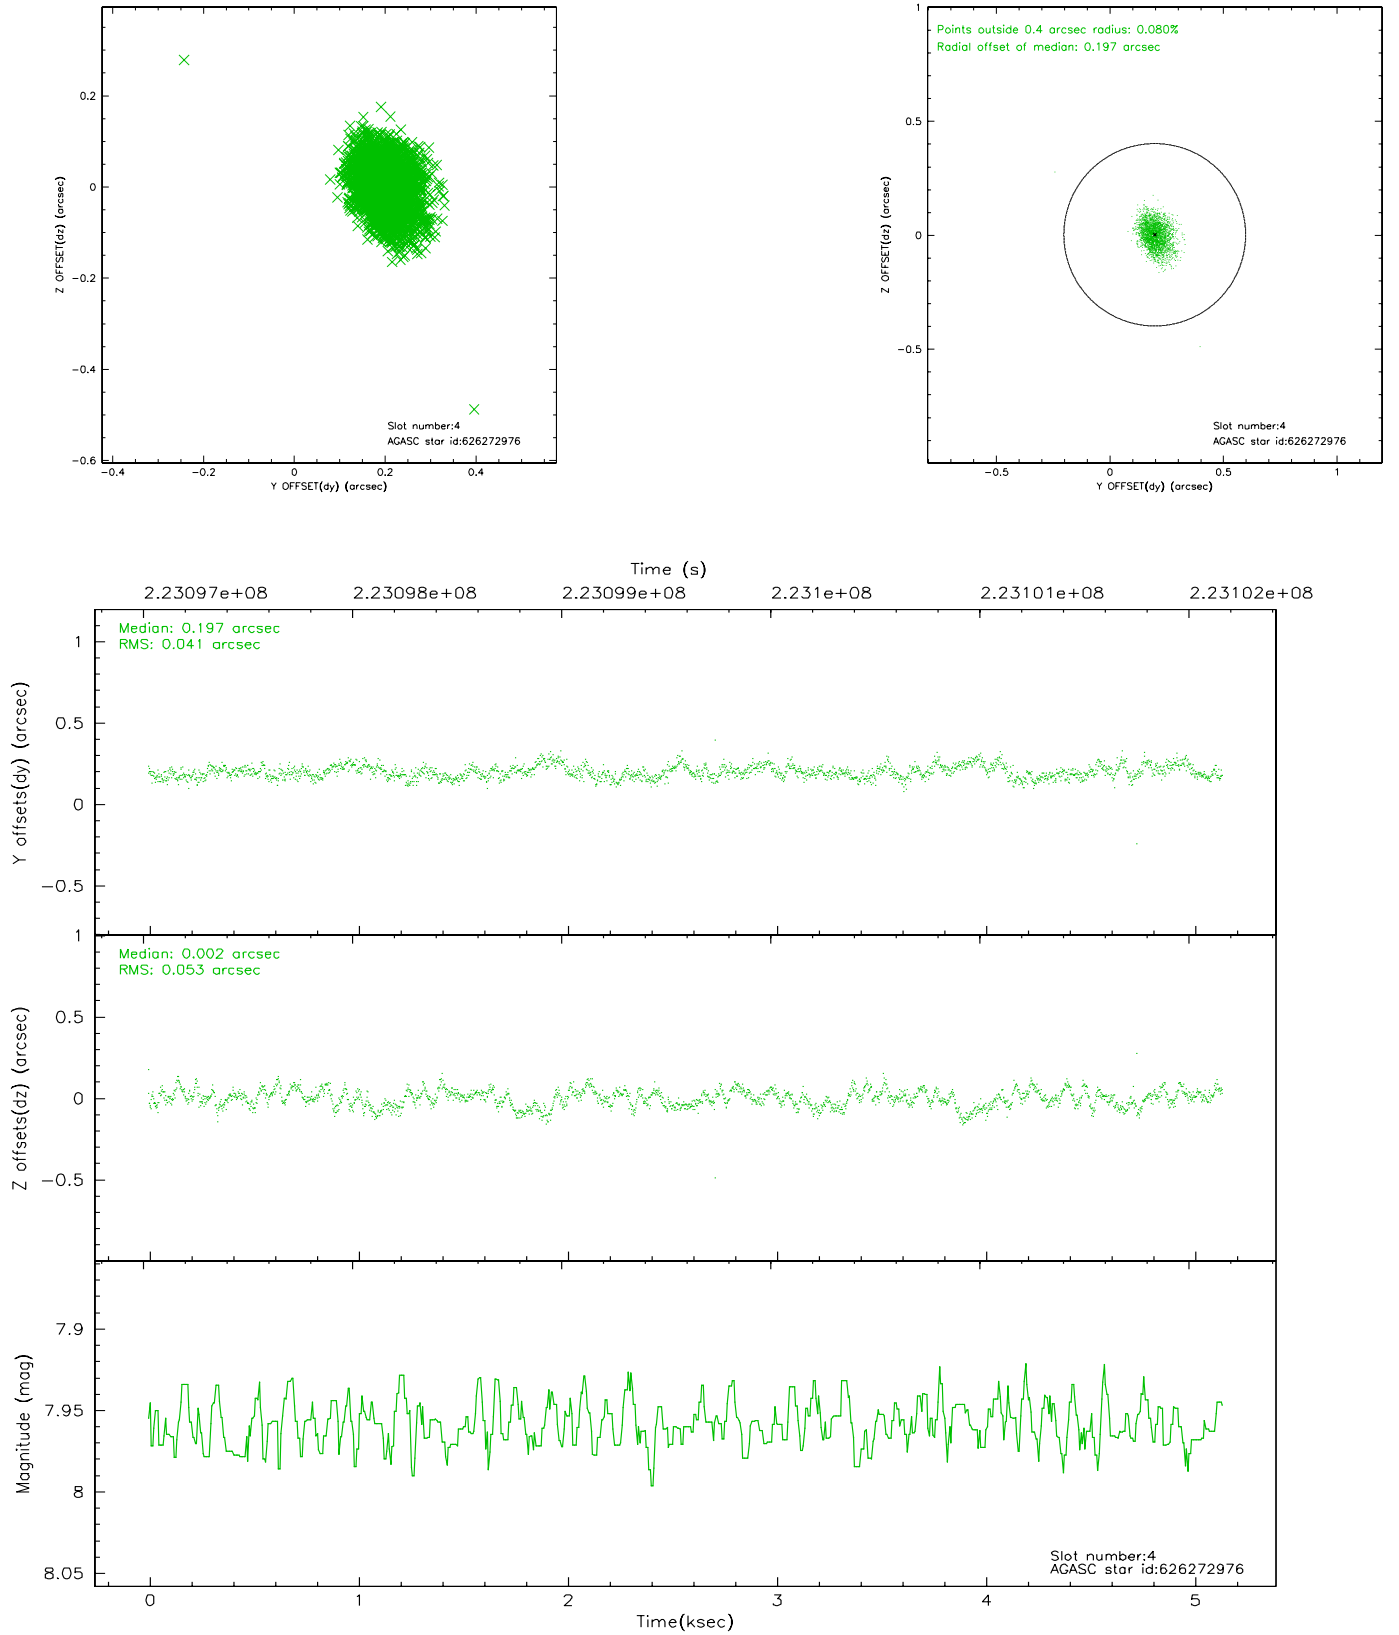 0.2
0
−0.2
−0.4
−0.6
Z OFFSET(dz) (arcsec)
Slot number:4
AGASC star id:626272976
−0.4 −0.2 0 0.2 0.4
Y OFFSET(dy) (arcsec)
1
0.5
0
−0.5
Z OFFSET(dz) (arcsec)
Points outside 0.4 arcsec radius: 0.080%
Radial offset of median: 0.197 arcsec
Slot number:4
AGASC star id:626272976
−0.5 0 0.5 1
Y OFFSET(dy) (arcsec)
Time (s)
2.23097e+08 2.23098e+08 2.23099e+08 2.231e+08 2.23101e+08 2.23102e+08
Median: 0.197 arcsec
RMS: 0.041 arcsec
1
0.5
0
−0.5
Y offsets(dy) (arcsec)
Median: 0.002 arcsec
RMS: 0.053 arcsec
1
0.5
0
−0.5
Z offsets(dz) (arcsec)
7.9
7.95
8
8.05
Magnitude (mag)
Slot number:4
AGASC star id:626272976
0 1 2 3 4 5
Time(ksec)